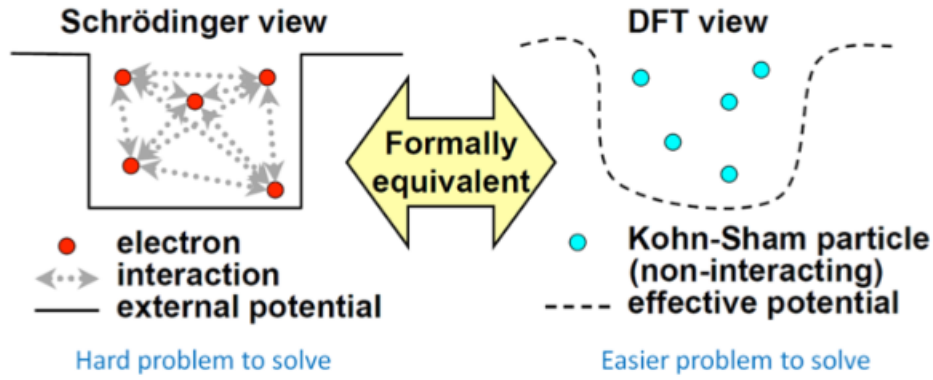 Schrödinger view
DFT view
Formally
equivalent
electron
interaction
external potential
Kohn-Sham particle
(non-interacting)
effective potential
Hard problem to solve
Easier problem to solve